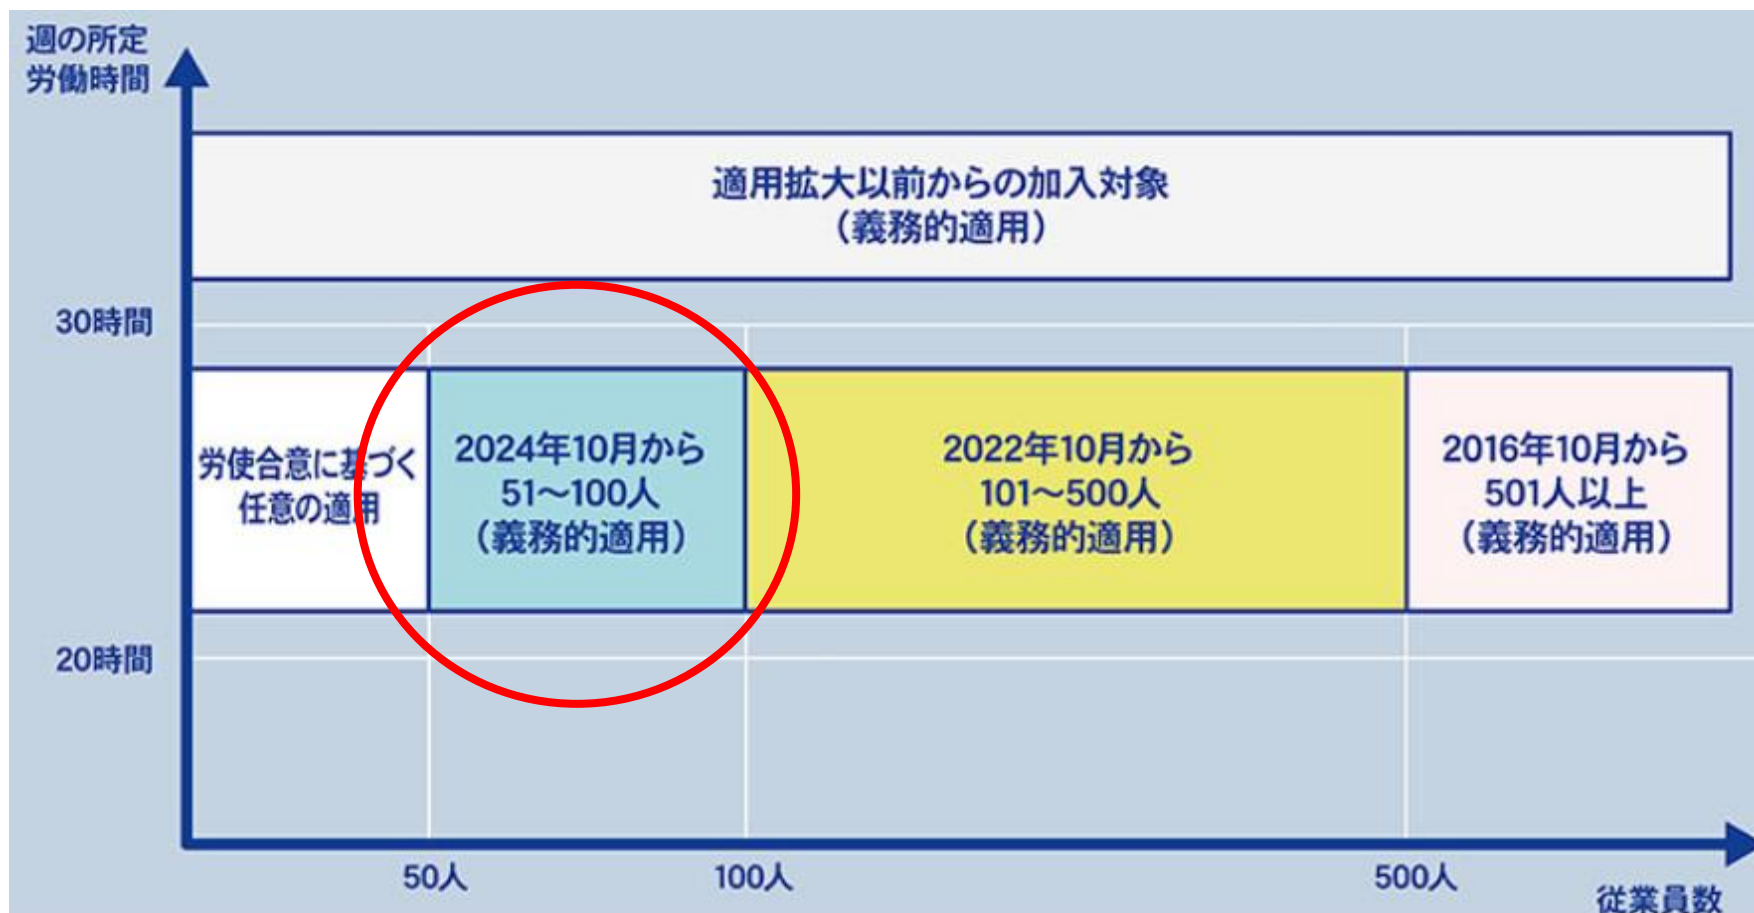 週の所定
労働時間
適用拡大以前からの加入対象
（義務的適用）
30時間
労使合意に基づく
任意の適用
2024年10月から
51〜100人
（義務的適用）
2022年10月から
101〜500人
（義務的適用）
2016年10月から
501人以上
（義務的適用）
20時間
50人
100人
500人
従業員数